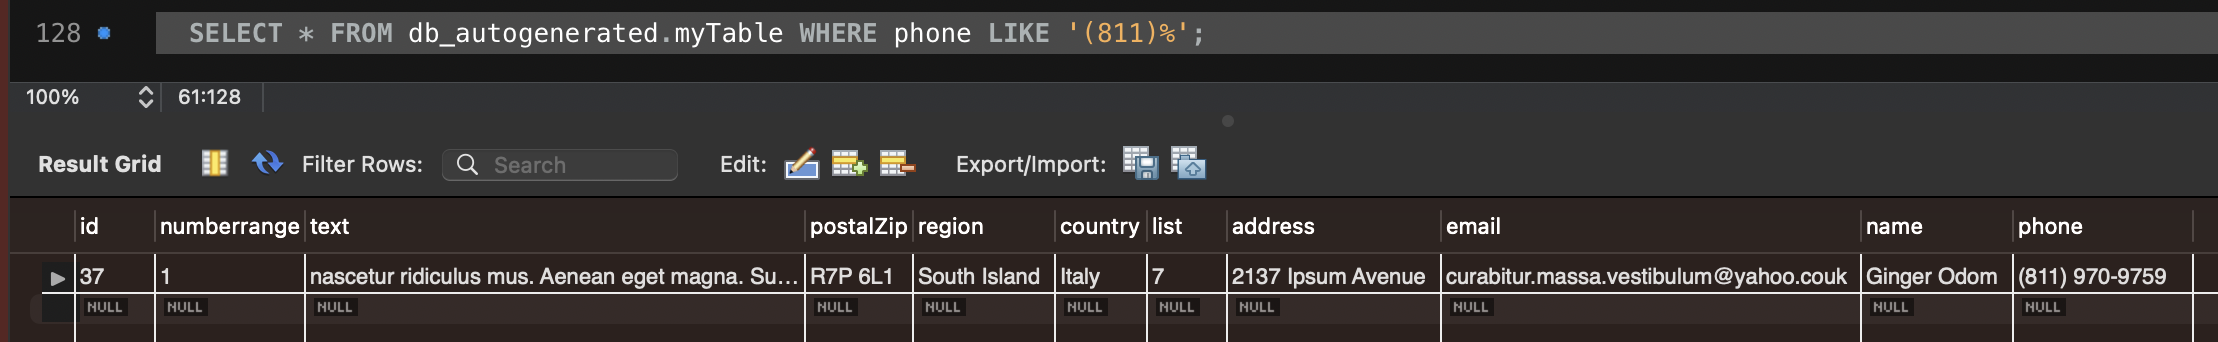 128 SELECT * FROM db_autogenerated.myTable WHERE phone LIKE '(811)%';
100% 61:128
Result Grid Filter Rows: Search Edit: Export/Import:
id numberrange text postalZip region country list address email name phone
37 1 nascetur ridiculus mus. Aenean eget magna. Su... R7P 6L1 South Island Italy 7 2137 Ipsum Avenue curabitur.massa.vestibulum@yahoo.couk Ginger Odom (811) 970-9759
NULL NULL NULL NULL NULL NULL NULL NULL NULL NULL NULL